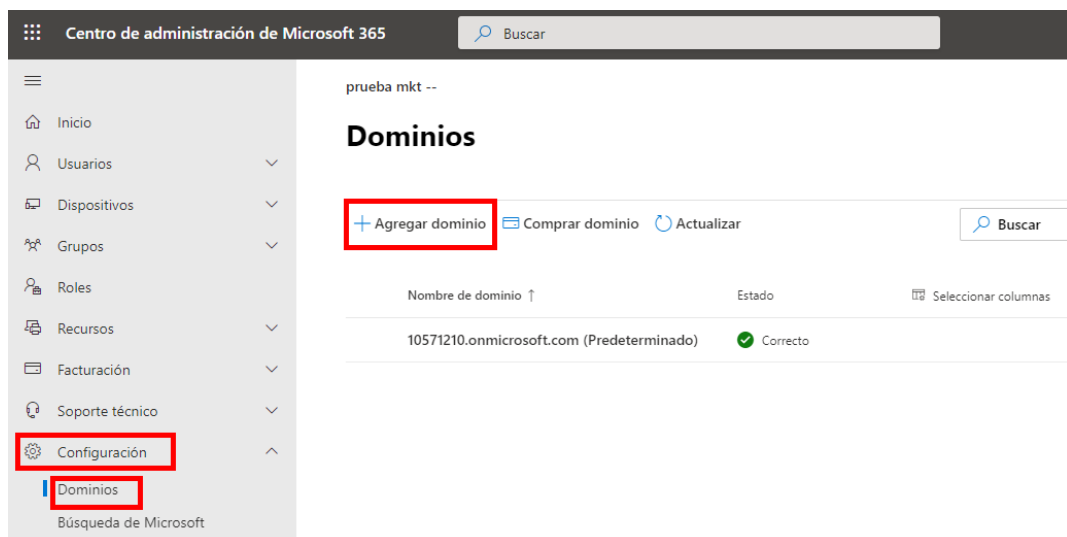 Centro de administración de Microsoft 365
Buscar
prueba mkt --
Inicio
Dominios
Usuarios
Dispositivos
Agregar dominio
Comprar dominio
Actualizar
Buscar
Grupos
Roles
Nombre de dominio ↑
Estado
Seleccionar columnas
Recursos
10571210.onmicrosoft.com (Predeterminado)
Correcto
Facturación
Soporte técnico
Configuración
Dominios
Búsqueda de Microsoft